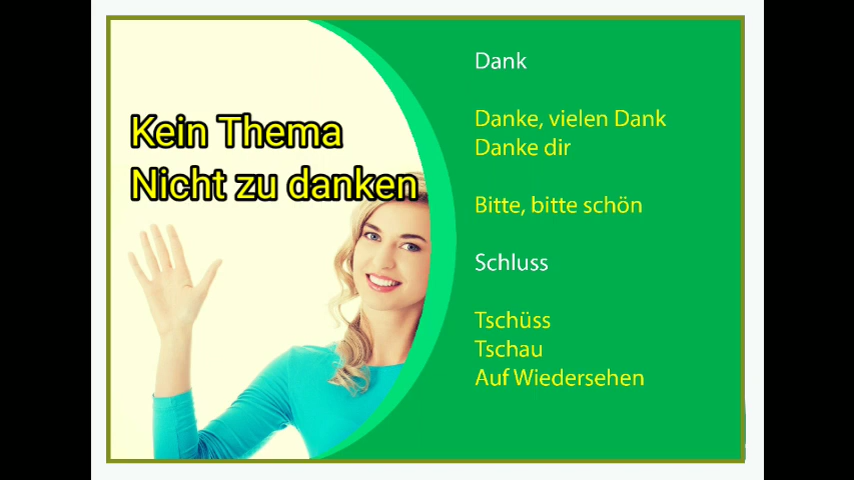 Kein Thema
Nicht zu danken
Dank
Danke, vielen Dank
Danke dir
Bitte, bitte schön
Schluss
Tschüss
Tschau
Auf Wiedersehen